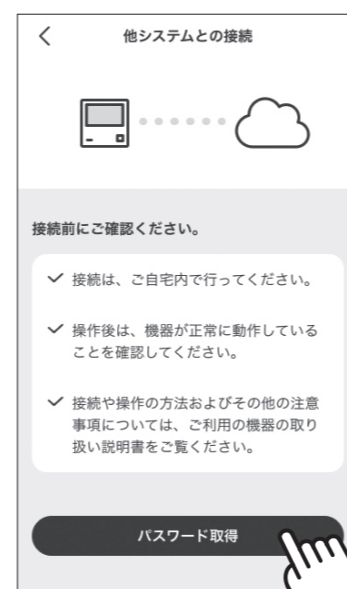 他システムとの接続
接続前にご確認ください。
接続は、ご自宅内で行ってください。
操作後は、機器が正常に動作している
ことを確認してください。
接続や操作の方法およびその他の注意
事項については、ご利用の機器の取り
扱い説明書をご覧ください。
パスワード取得